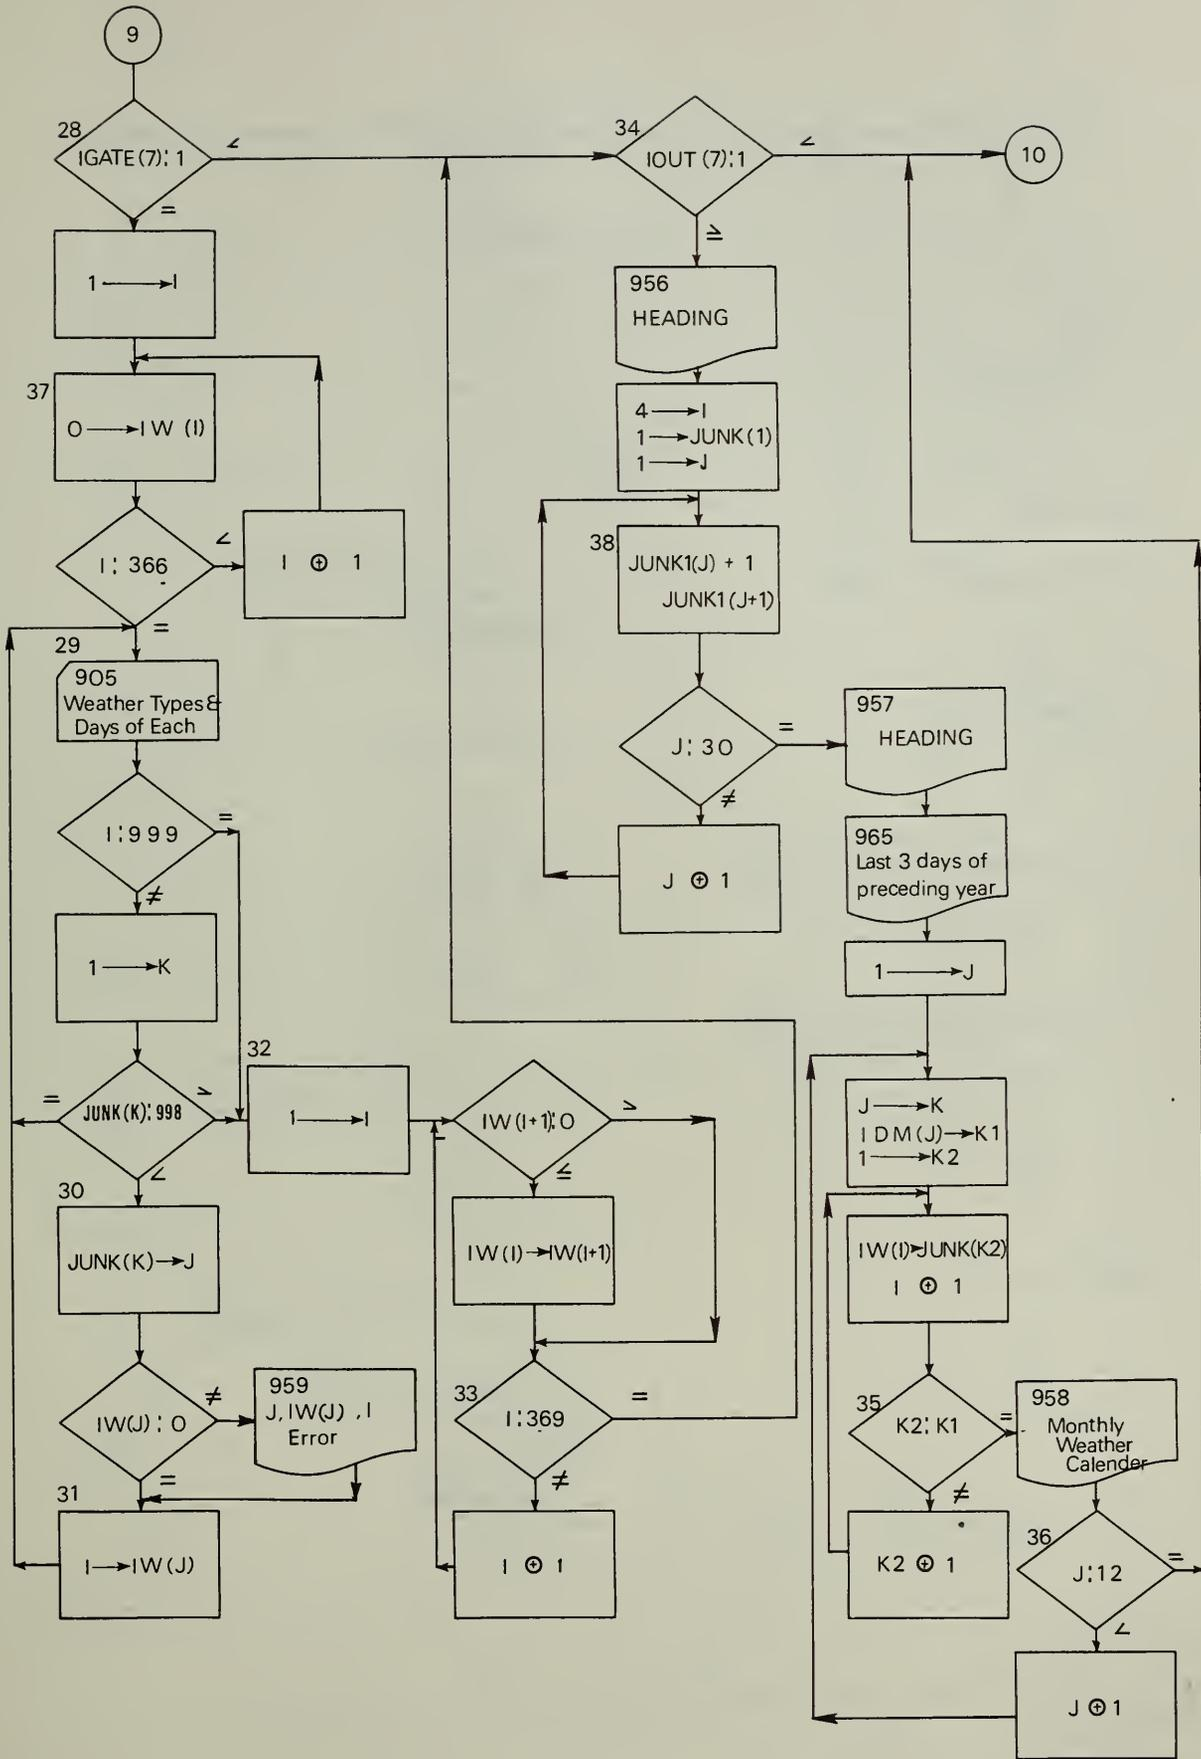 9
28
IGATE (7): 1
<
=
1 → I
37
0 → IW (I)
I: 366
<
I ⊕ 1
=
29
905
Weather Types &
Days of Each
I:999
=
≠
1 → K
JUNK(K):998
=
≥
<
30
JUNK(K) → J
IW(J) : 0
≠
959
J, IW(J) , I
Error
=
31
I → IW(J)
32
1 → I
IW(I+1):0
≥
≤
IW(I) → IW(I+1)
33
I:369
=
≠
I ⊕ 1
34
IOUT (7):1
<
10
≥
956
HEADING
4 → I
1 → JUNK(1)
1 → J
38
JUNK1(J) + 1
JUNK1(J+1)
J: 30
=
≠
J ⊕ 1
957
HEADING
965
Last 3 days of
preceding year
1 → J
J → K
IDM(J) → K1
1 → K2
IW(I) → JUNK(K2)
I ⊕ 1
35
K2: K1
=
≠
K2 ⊕ 1
958
Monthly
Weather
Calender
36
J:12
=
<
J ⊕ 1